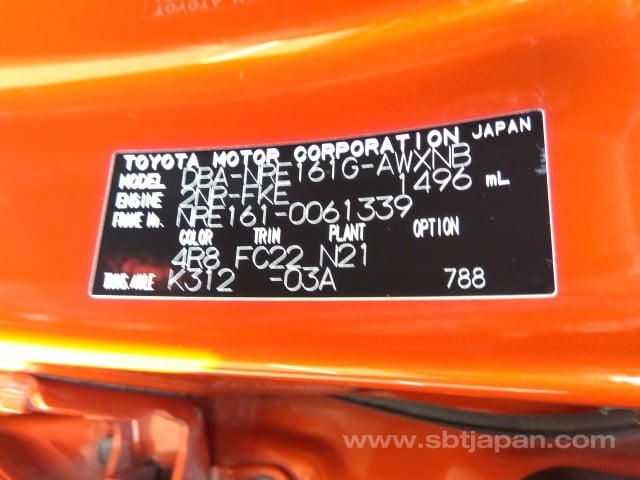 TOYOTA MOTOR CORPORATION JAPAN
MODEL DBA-NRE161G-AWXNB
ENGINE 2NR-FKE 1496 mL
FRAME No. NRE161-0061339
COLOR TRIN PLANT OPTION
4R8 FC22 N21
TRANS.AXLE K312 -03A 788
www.sbtjapan.com